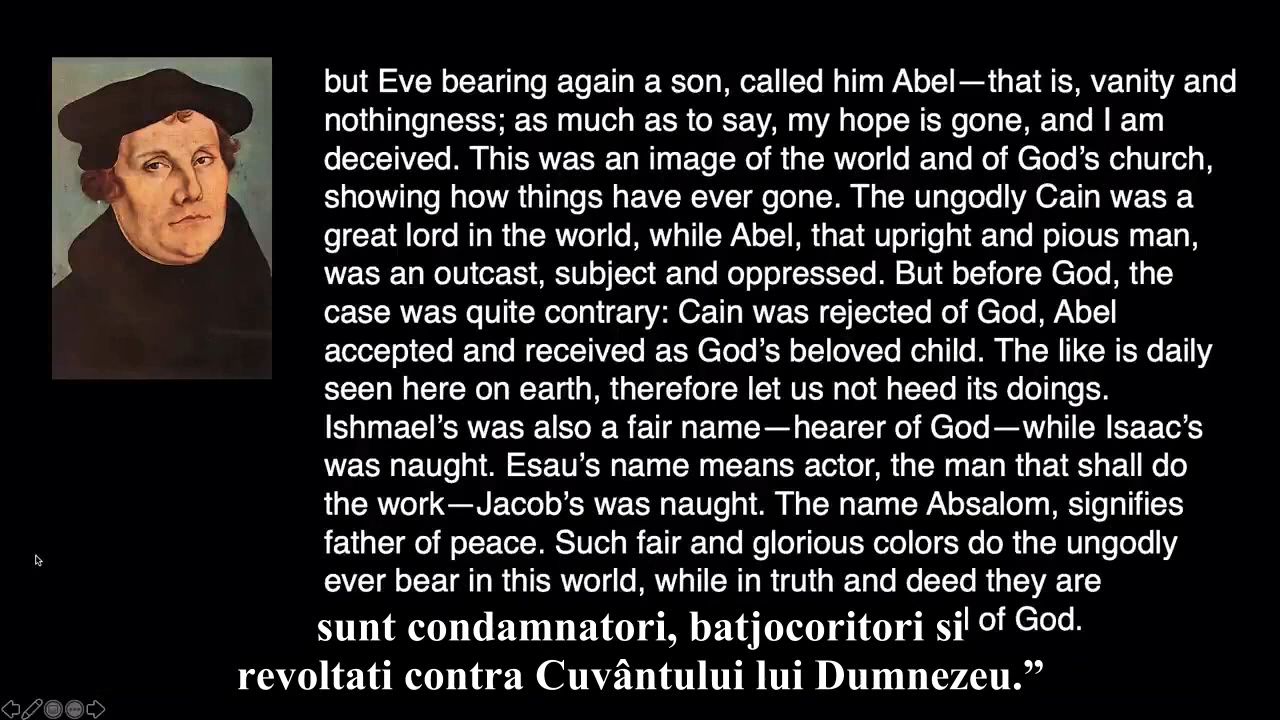 but Eve bearing again a son, called him Abel—that is, vanity and
nothingness; as much as to say, my hope is gone, and I am
deceived. This was an image of the world and of God’s church,
showing how things have ever gone. The ungodly Cain was a
great lord in the world, while Abel, that upright and pious man,
was an outcast, subject and oppressed. But before God, the
case was quite contrary: Cain was rejected of God, Abel
accepted and received as God’s beloved child. The like is daily
seen here on earth, therefore let us not heed its doings.
Ishmael’s was also a fair name—hearer of God—while Isaac’s
was naught. Esau’s name means actor, the man that shall do
the work—Jacob’s was naught. The name Absalom, signifies
father of peace. Such fair and glorious colors do the ungodly
ever bear in this world, while in truth and deed they are
of God.
sunt condamnatori, batjocoritori si
revoltati contra Cuvântului lui Dumnezeu.”